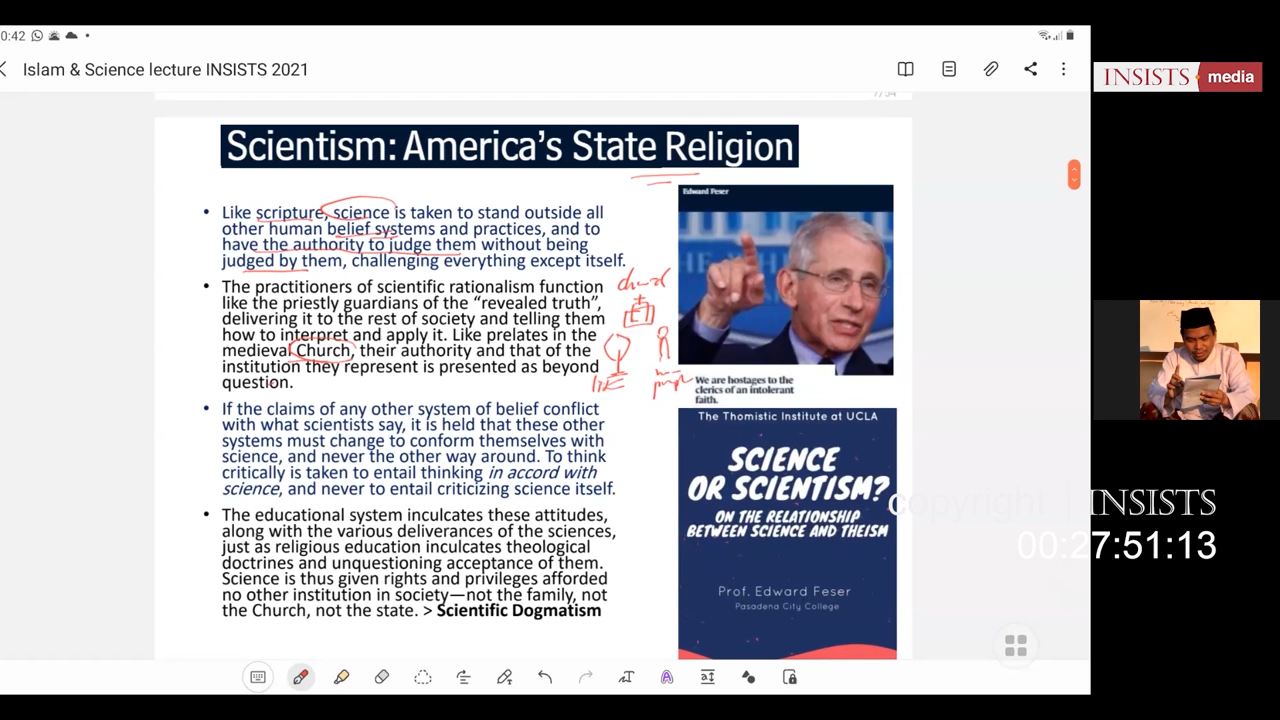 0:42
Islam & Science lecture INSISTS 2021
7/54
Scientism: America's State Religion
• Like scripture, science is taken to stand outside all
other human belief systems and practices, and to
have the authority to judge them without being
judged by them, challenging everything except itself.
• The practitioners of scientific rationalism function
like the priestly guardians of the “revealed truth”,
delivering it to the rest of society and telling them
how to interpret and apply it. Like prelates in the
medieval Church, their authority and that of the
institution they represent is presented as beyond
question.
• If the claims of any other system of belief conflict
with what scientists say, it is held that these other
systems must change to conform themselves with
science, and never the other way around. To think
critically is taken to entail thinking in accord with
science, and never to entail criticizing science itself.
• The educational system inculcates these attitudes,
along with the various deliverances of the sciences,
just as religious education inculcates theological
doctrines and unquestioning acceptance of them.
Science is thus given rights and privileges afforded
no other institution in society—not the family, not
the Church, not the state. > Scientific Dogmatism
church
Edward Feser
We are hostages to the
clerics of an intolerant
faith.
The Thomistic Institute at UCLA
SCIENCE
OR SCIENTISM?
ON THE RELATIONSHIP
BETWEEN SCIENCE AND THEISM
Prof. Edward Feser
Pasadena City College
INSISTS media
copyright | INSISTS
00:27:51:13